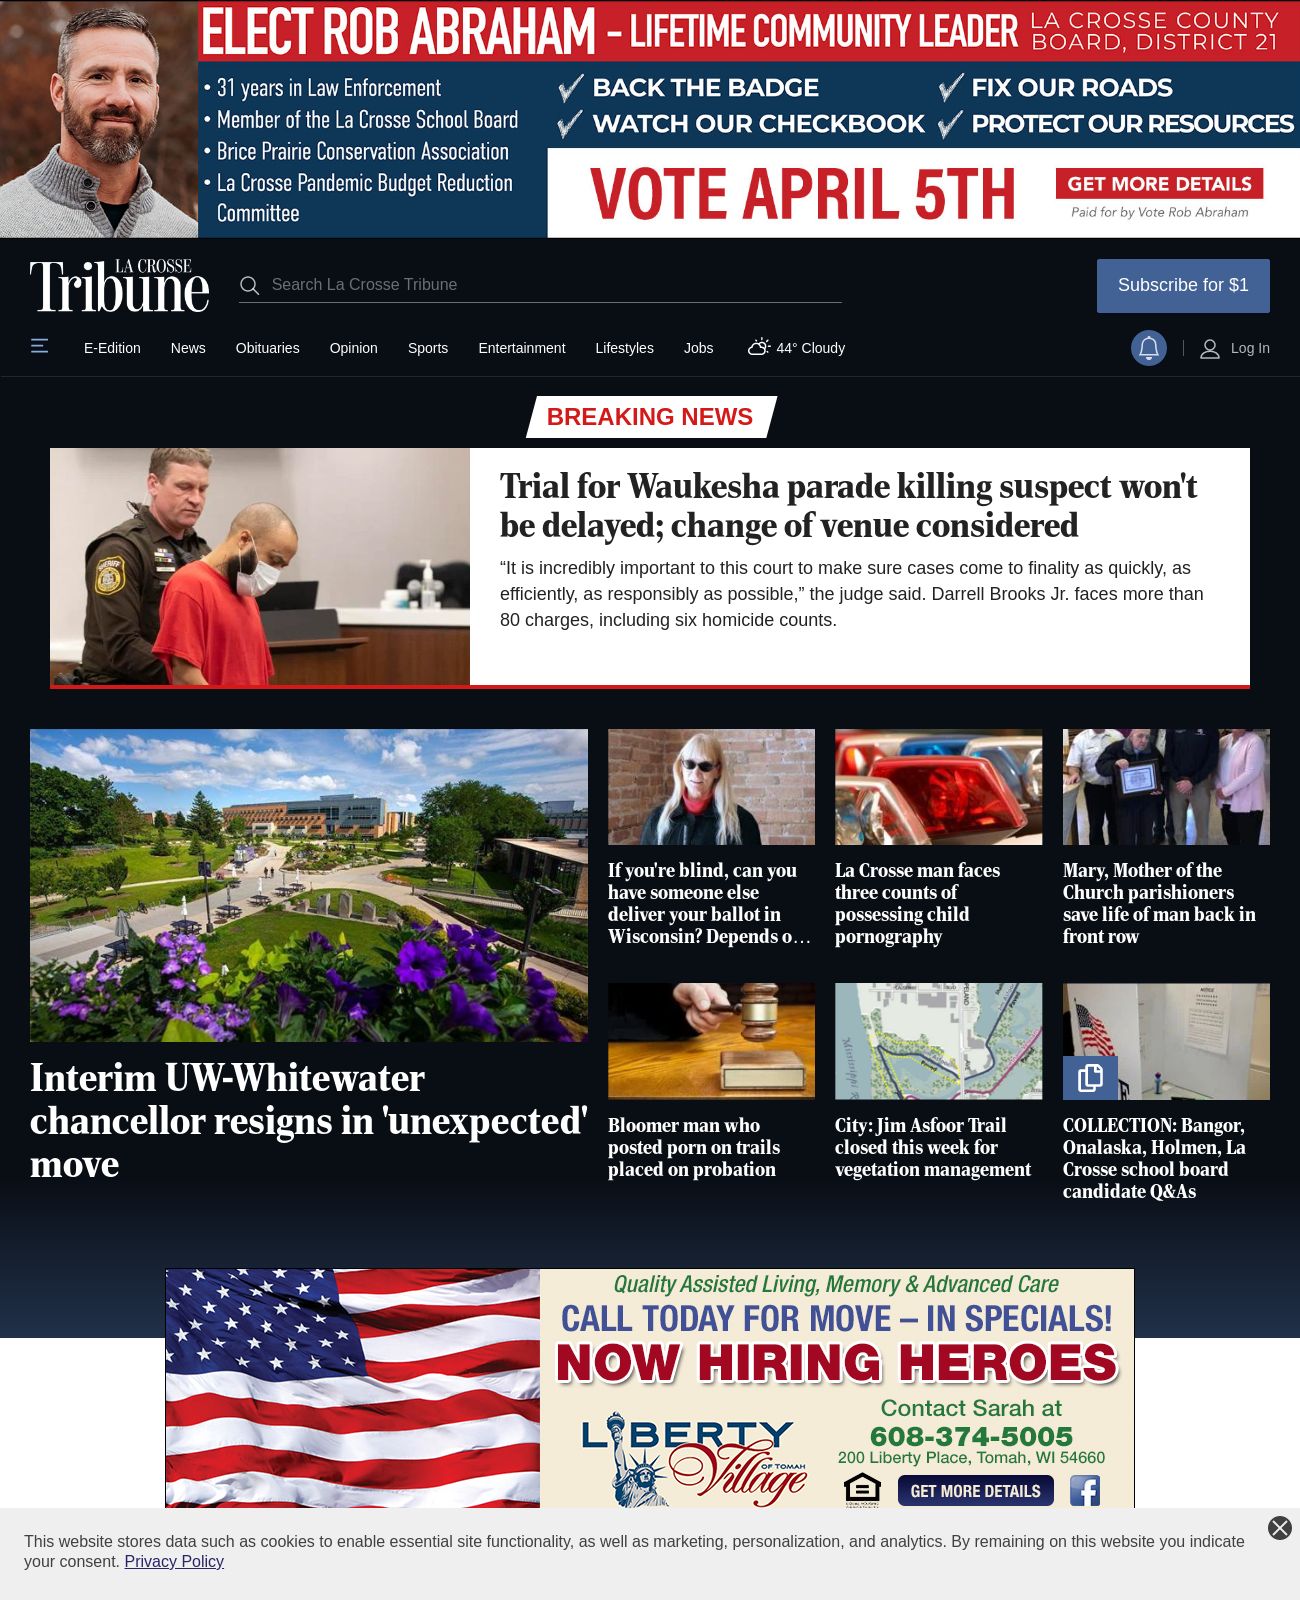 ELECT ROB ABRAHAM - LIFETIME COMMUNITY LEADER
LA CROSSE COUNTY
BOARD, DISTRICT 21
• 31 years in Law Enforcement
• Member of the La Crosse School Board
• Brice Prairie Conservation Association
• La Crosse Pandemic Budget Reduction
Committee
BACK THE BADGE
FIX OUR ROADS
WATCH OUR CHECKBOOK
PROTECT OUR RESOURCES
VOTE APRIL 5TH
GET MORE DETAILS
Paid for by Vote Rob Abraham
LA CROSSE
Tribune
Search La Crosse Tribune
Subscribe for $1
E-Edition
News
Obituaries
Opinion
Sports
Entertainment
Lifestyles
Jobs
44° Cloudy
Log In
BREAKING NEWS
SHERIFF
Trial for Waukesha parade killing suspect won't
be delayed; change of venue considered
“It is incredibly important to this court to make sure cases come to finality as quickly, as
efficiently, as responsibly as possible,” the judge said. Darrell Brooks Jr. faces more than
80 charges, including six homicide counts.
Interim UW-Whitewater
chancellor resigns in 'unexpected'
move
If you're blind, can you
have someone else
deliver your ballot in
Wisconsin? Depends o…
La Crosse man faces
three counts of
possessing child
pornography
Mary, Mother of the
Church parishioners
save life of man back in
front row
Bloomer man who
posted porn on trails
placed on probation
Mississippi R
City: Jim Asfoor Trail
closed this week for
vegetation management
NOTICE
COLLECTION: Bangor,
Onalaska, Holmen, La
Crosse school board
candidate Q&As
Quality Assisted Living, Memory & Advanced Care
CALL TODAY FOR MOVE – IN SPECIALS!
NOW HIRING HEROES
LIBERTY
Village
OF TOMAH
Contact Sarah at
608-374-5005
200 Liberty Place, Tomah, WI 54660
GET MORE DETAILS
f
This website stores data such as cookies to enable essential site functionality, as well as marketing, personalization, and analytics. By remaining on this website you indicate
your consent. Privacy Policy